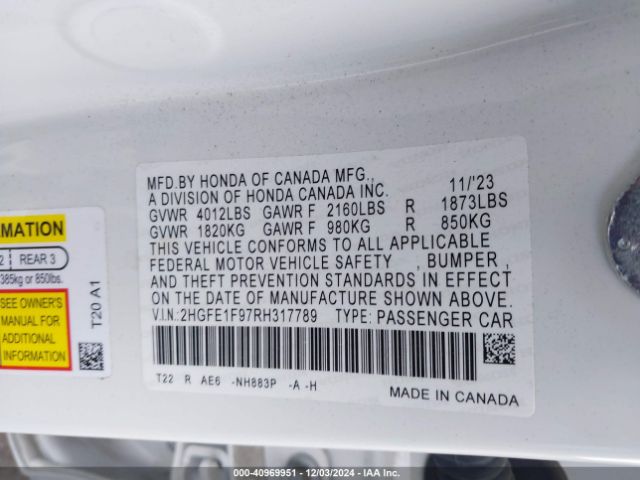 MFD.BY HONDA OF CANADA MFG.,
A DIVISION OF HONDA CANADA INC. 11/'23
GVWR 4012LBS GAWR F 2160LBS R 1873LBS
GVWR 1820KG GAWR F 980KG R 850KG
THIS VEHICLE CONFORMS TO ALL APPLICABLE
FEDERAL MOTOR VEHICLE SAFETY , BUMPER ,
AND THEFT PREVENTION STANDARDS IN EFFECT
ON THE DATE OF MANUFACTURE SHOWN ABOVE.
V.I.N:2HGFE1F97RH317789 TYPE: PASSENGER CAR
T22 R AE6 -NH883P -A -H
MADE IN CANADA
RMATION
2 REAR 3
385kg or 850lbs.
SEE OWNER'S
MANUAL FOR
ADDITIONAL
INFORMATION
T20 A1
00-40969951 - 12/03/2024 - IAA Inc.